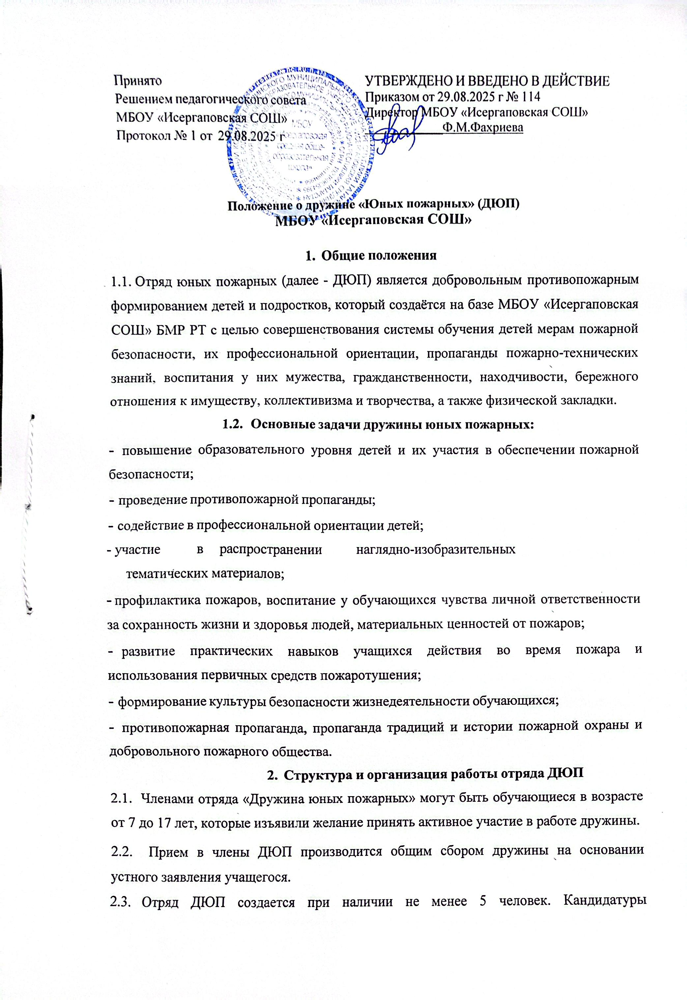 Принято
Решением педагогического совета
МБОУ «Исергаповская СОШ»
Протокол № 1 от 29.08.2025 г
УТВЕРЖДЕНО И ВВЕДЕНО В ДЕЙСТВИЕ
Приказом от 29.08.2025 г № 114
Директор МБОУ «Исергаповская СОШ»
Ф.М.Фахриева
МБОУ
средняя обще-
образовательная
школа»
Положение о дружине «Юных пожарных» (ДЮП)
МБОУ «Исергаповская СОШ»
1. Общие положения
1.1. Отряд юных пожарных (далее - ДЮП) является добровольным противопожарным
формированием детей и подростков, который создаётся на базе МБОУ «Исергаповская
СОШ» БМР РТ с целью совершенствования системы обучения детей мерам пожарной
безопасности, их профессиональной ориентации, пропаганды пожарно-технических
знаний, воспитания у них мужества, гражданственности, находчивости, бережного
отношения к имуществу, коллективизма и творчества, а также физической закладки.
1.2. Основные задачи дружины юных пожарных:
- повышение образовательного уровня детей и их участия в обеспечении пожарной
безопасности;
- проведение противопожарной пропаганды;
- содействие в профессиональной ориентации детей;
- участие в распространении наглядно-изобразительных
тематических материалов;
- профилактика пожаров, воспитание у обучающихся чувства личной ответственности
за сохранность жизни и здоровья людей, материальных ценностей от пожаров;
- развитие практических навыков учащихся действия во время пожара и
использования первичных средств пожаротушения;
- формирование культуры безопасности жизнедеятельности обучающихся;
- противопожарная пропаганда, пропаганда традиций и истории пожарной охраны и
добровольного пожарного общества.
2. Структура и организация работы отряда ДЮП
2.1. Членами отряда «Дружина юных пожарных» могут быть обучающиеся в возрасте
от 7 до 17 лет, которые изъявили желание принять активное участие в работе дружины.
2.2. Прием в члены ДЮП производится общим сбором дружины на основании
устного заявления учащегося.
2.3. Отряд ДЮП создается при наличии не менее 5 человек. Кандидатуры